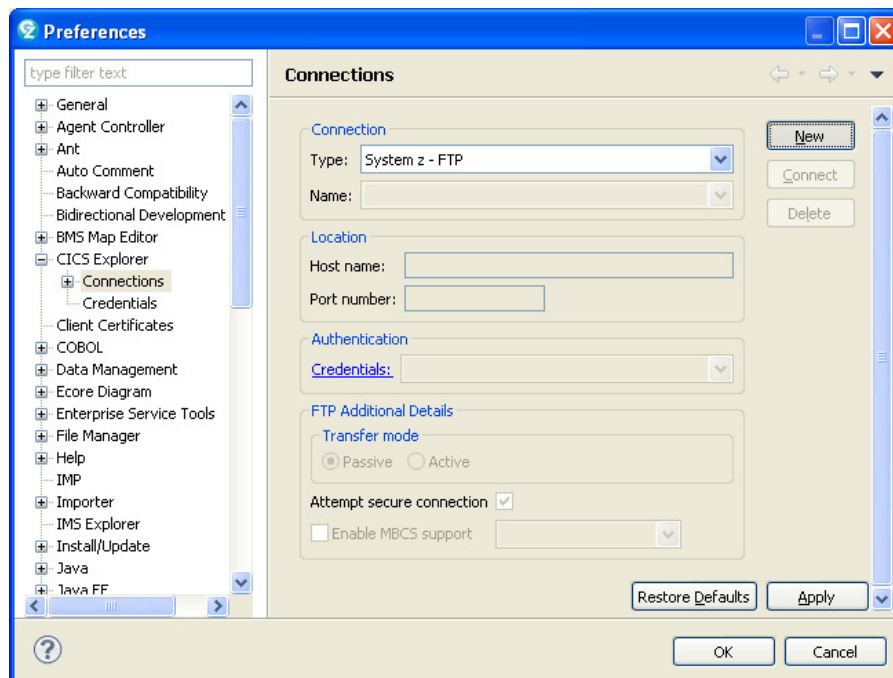 Preferences
type filter text
General
Agent Controller
Ant
Auto Comment
Backward Compatibility
Bidirectional Development
BMS Map Editor
CICS Explorer
Connections
Credentials
Client Certificates
COBOL
Data Management
Ecore Diagram
Enterprise Service Tools
File Manager
Help
IMP
Importer
IMS Explorer
Install/Update
Java
Java EE
Connections
Connection
Type: System z - FTP
Name:
New
Connect
Delete
Location
Host name:
Port number:
Authentication
Credentials:
FTP Additional Details
Transfer mode
Passive Active
Attempt secure connection
Enable MBCS support
Restore Defaults Apply
? OK Cancel